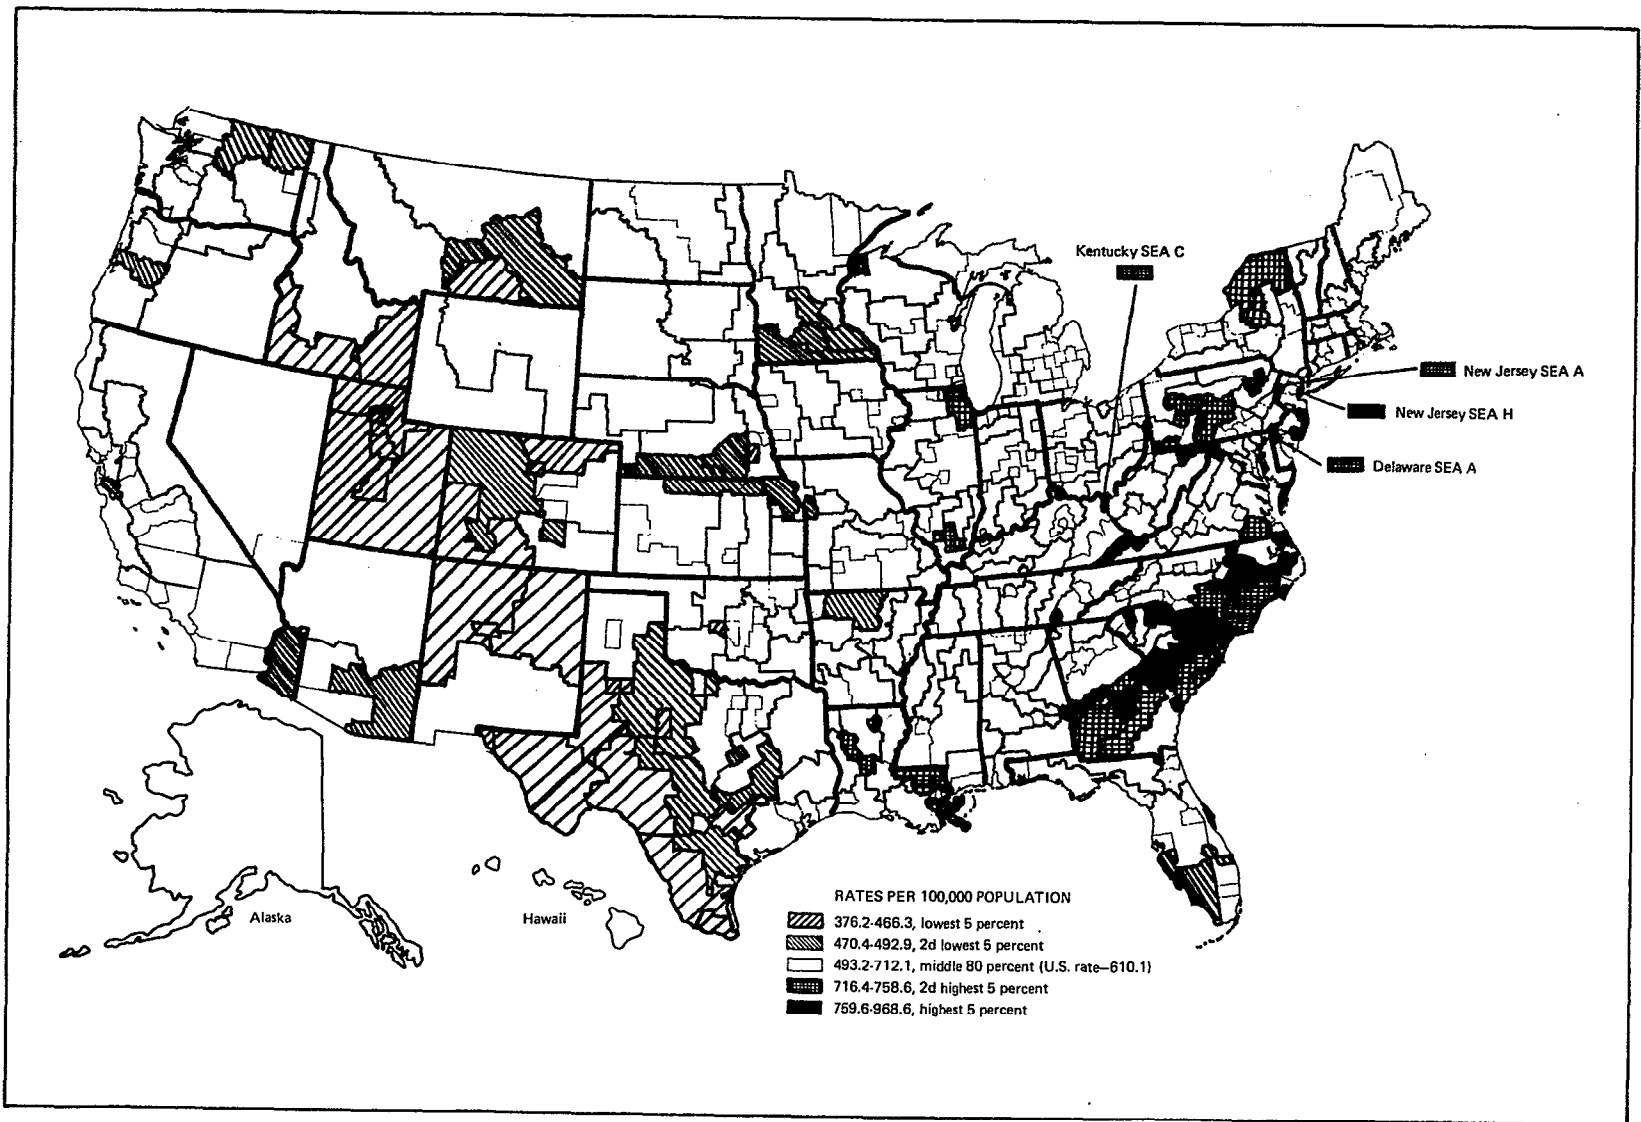 Kentucky SEA C
New Jersey SEA A
New Jersey SEA H
Delaware SEA A
Alaska
Hawaii
RATES PER 100,000 POPULATION
376.2-466.3, lowest 5 percent
470.4-492.9, 2d lowest 5 percent
493.2-712.1, middle 80 percent (U.S. rate—610.1)
716.4-758.6, 2d highest 5 percent
759.6-968.6, highest 5 percent